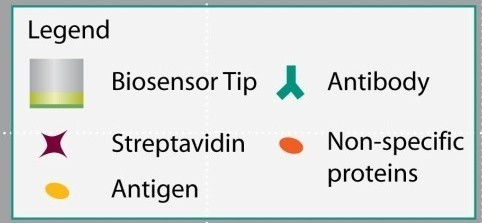 Legend
Biosensor Tip
Antibody
Streptavidin
Non-specific
proteins
Antigen